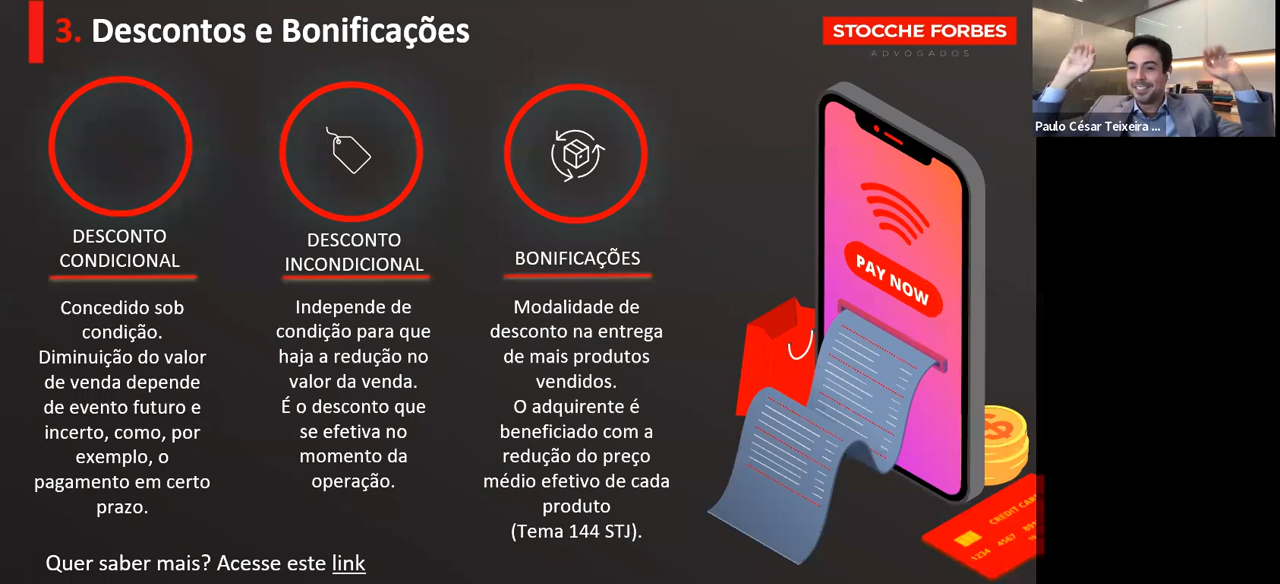 3. Descontos e Bonificações
STOCCHE FORBES
ADVOGADOS
Paulo César Teixeira ...
DESCONTO
CONDICIONAL
Concedido sob
condição.
Diminuição do valor
de venda depende
de evento futuro e
incerto, como, por
exemplo, o
pagamento em certo
prazo.
DESCONTO
INCONDICIONAL
Independe de
condição para que
haja a redução no
valor da venda.
É o desconto que
se efetiva no
momento da
operação.
BONIFICAÇÕES
Modalidade de
desconto na entrega
de mais produtos
vendidos.
O adquirente é
beneficiado com a
redução do preço
médio efetivo de cada
produto
(Tema 144 STJ).
PAY NOW
$
CREDIT CAR
1234 4567
Quer saber mais? Acesse este link